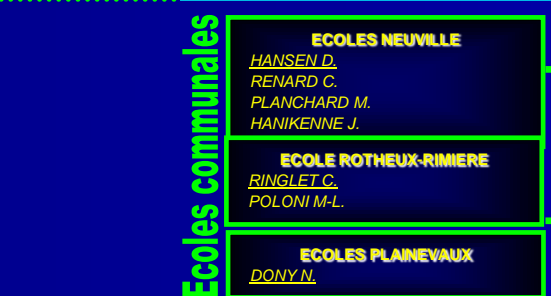 Ecoles communales
ECOLES NEUVILLE
HANSEN D.
RENARD C.
PLANCHARD M.
HANIKENNE J.
ECOLE ROTHEUX-RIMIERE
RINGLET C.
POLONI M-L.
ECOLES PLAINEVAUX
DONY N.